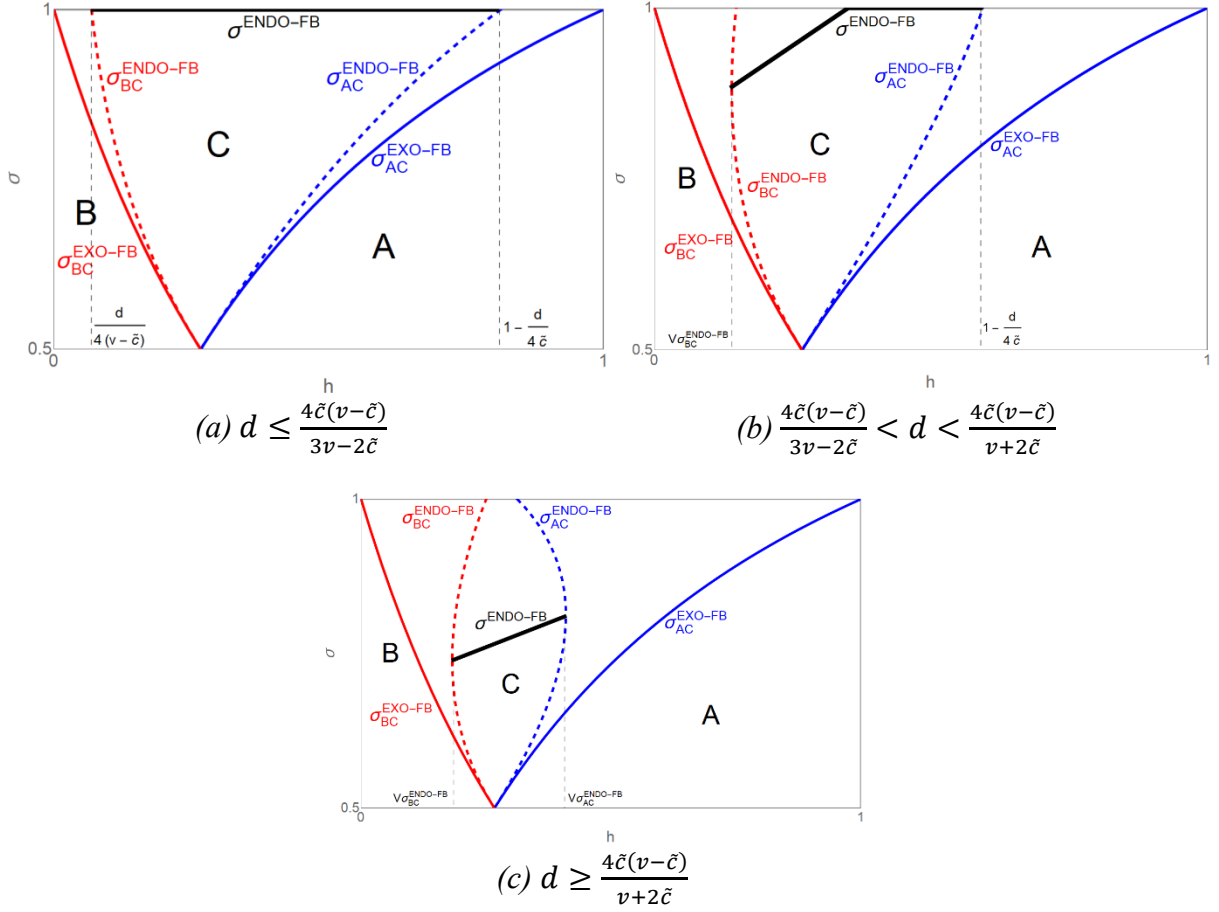 1
σ^ENDO–FB
σ_BC^ENDO–FB
σ_AC^ENDO–FB
C
σ_AC^EXO–FB
σ
B
A
σ_BC^EXO–FB
d/(4 (v - c̃))
1 - d/(4 c̃)
0.5
0
1
h
(a) d ≤ 4c̃(v−c̃)/(3v−2c̃)
1
σ^ENDO–FB
σ_AC^ENDO–FB
C
σ
B
σ_BC^ENDO–FB
σ_AC^EXO–FB
A
σ_BC^EXO–FB
Vσ_BC^ENDO–FB
1 - d/(4 c̃)
0.5
0
1
h
(b) 4c̃(v−c̃)/(3v−2c̃) < d < 4c̃(v−c̃)/(v+2c̃)
1
σ_BC^ENDO–FB
σ_AC^ENDO–FB
σ^ENDO–FB
σ_AC^EXO–FB
σ
B
C
A
σ_BC^EXO–FB
Vσ_BC^ENDO–FB
Vσ_AC^ENDO–FB
0.5
0
1
h
(c) d ≥ 4c̃(v−c̃)/(v+2c̃)